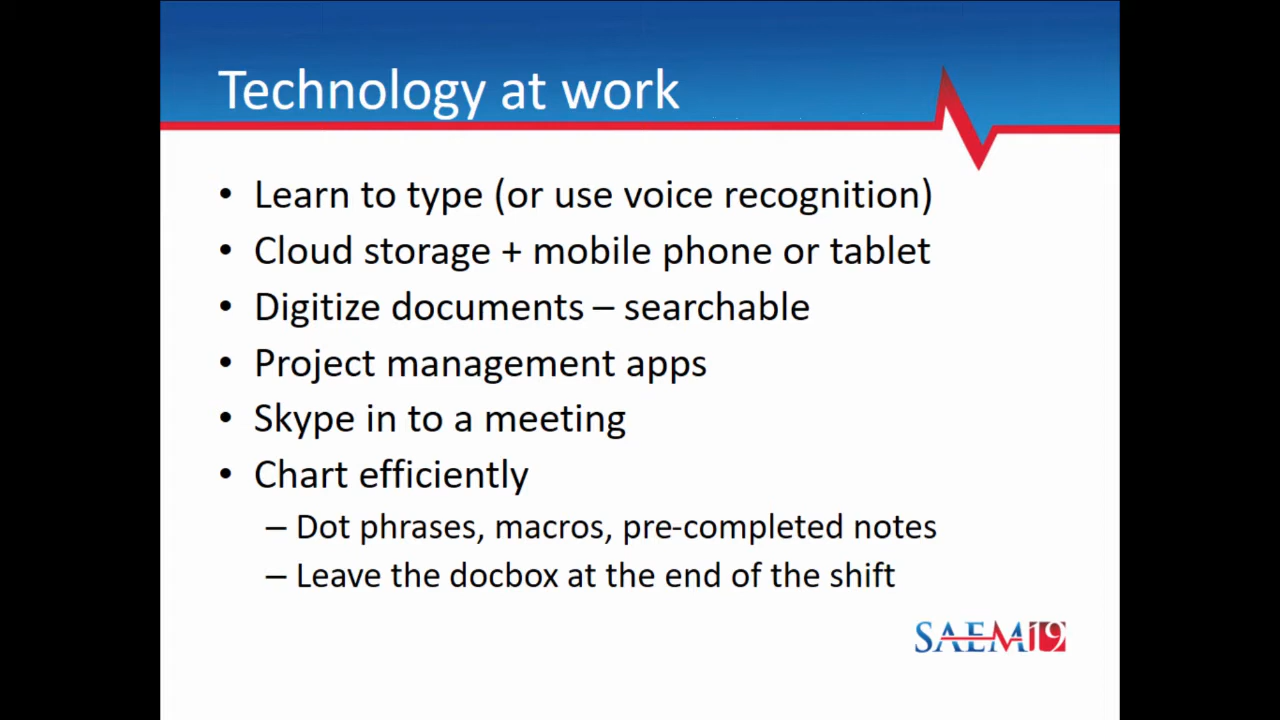 Technology at work
• Learn to type (or use voice recognition)
• Cloud storage + mobile phone or tablet
• Digitize documents – searchable
• Project management apps
• Skype in to a meeting
• Chart efficiently
– Dot phrases, macros, pre-completed notes
– Leave the docbox at the end of the shift
SAEM19